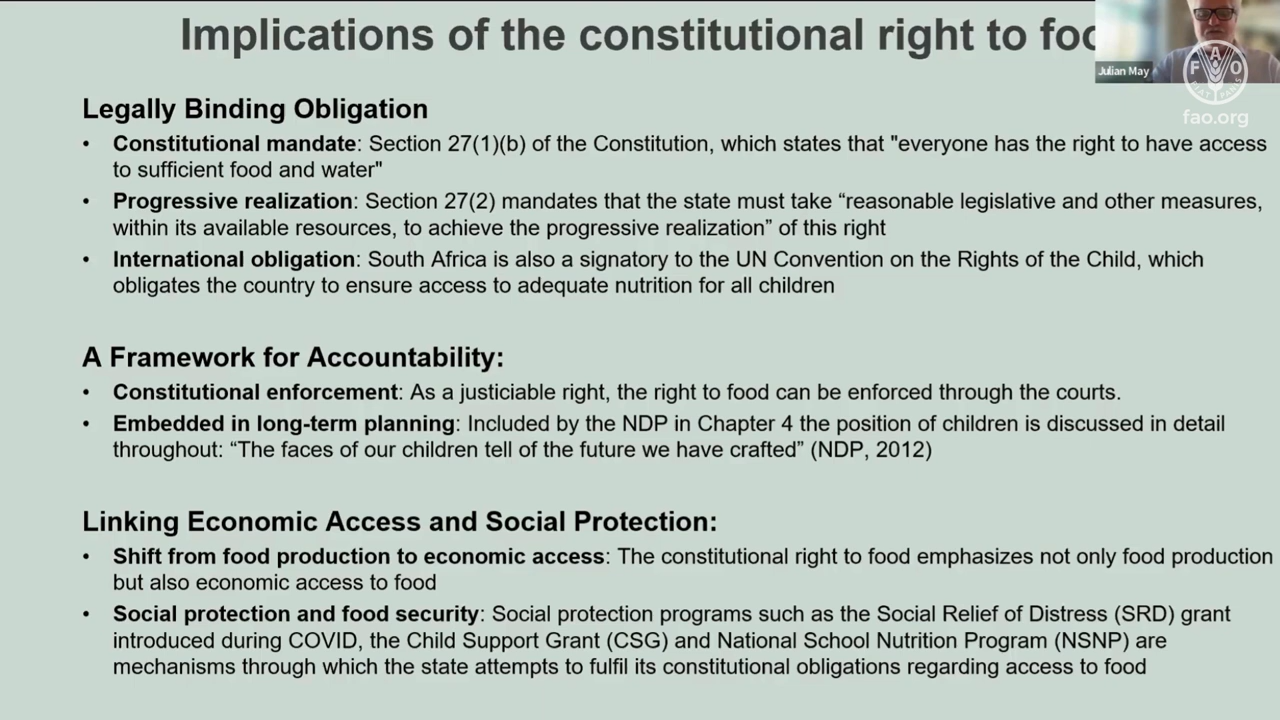 Implications of the constitutional right to foo
Julian May
F A O
FIAT PANIS
fao.org
Legally Binding Obligation
• Constitutional mandate: Section 27(1)(b) of the Constitution, which states that "everyone has the right to have access
to sufficient food and water"
• Progressive realization: Section 27(2) mandates that the state must take “reasonable legislative and other measures,
within its available resources, to achieve the progressive realization” of this right
• International obligation: South Africa is also a signatory to the UN Convention on the Rights of the Child, which
obligates the country to ensure access to adequate nutrition for all children
A Framework for Accountability:
• Constitutional enforcement: As a justiciable right, the right to food can be enforced through the courts.
• Embedded in long-term planning: Included by the NDP in Chapter 4 the position of children is discussed in detail
throughout: “The faces of our children tell of the future we have crafted” (NDP, 2012)
Linking Economic Access and Social Protection:
• Shift from food production to economic access: The constitutional right to food emphasizes not only food production
but also economic access to food
• Social protection and food security: Social protection programs such as the Social Relief of Distress (SRD) grant
introduced during COVID, the Child Support Grant (CSG) and National School Nutrition Program (NSNP) are
mechanisms through which the state attempts to fulfil its constitutional obligations regarding access to food